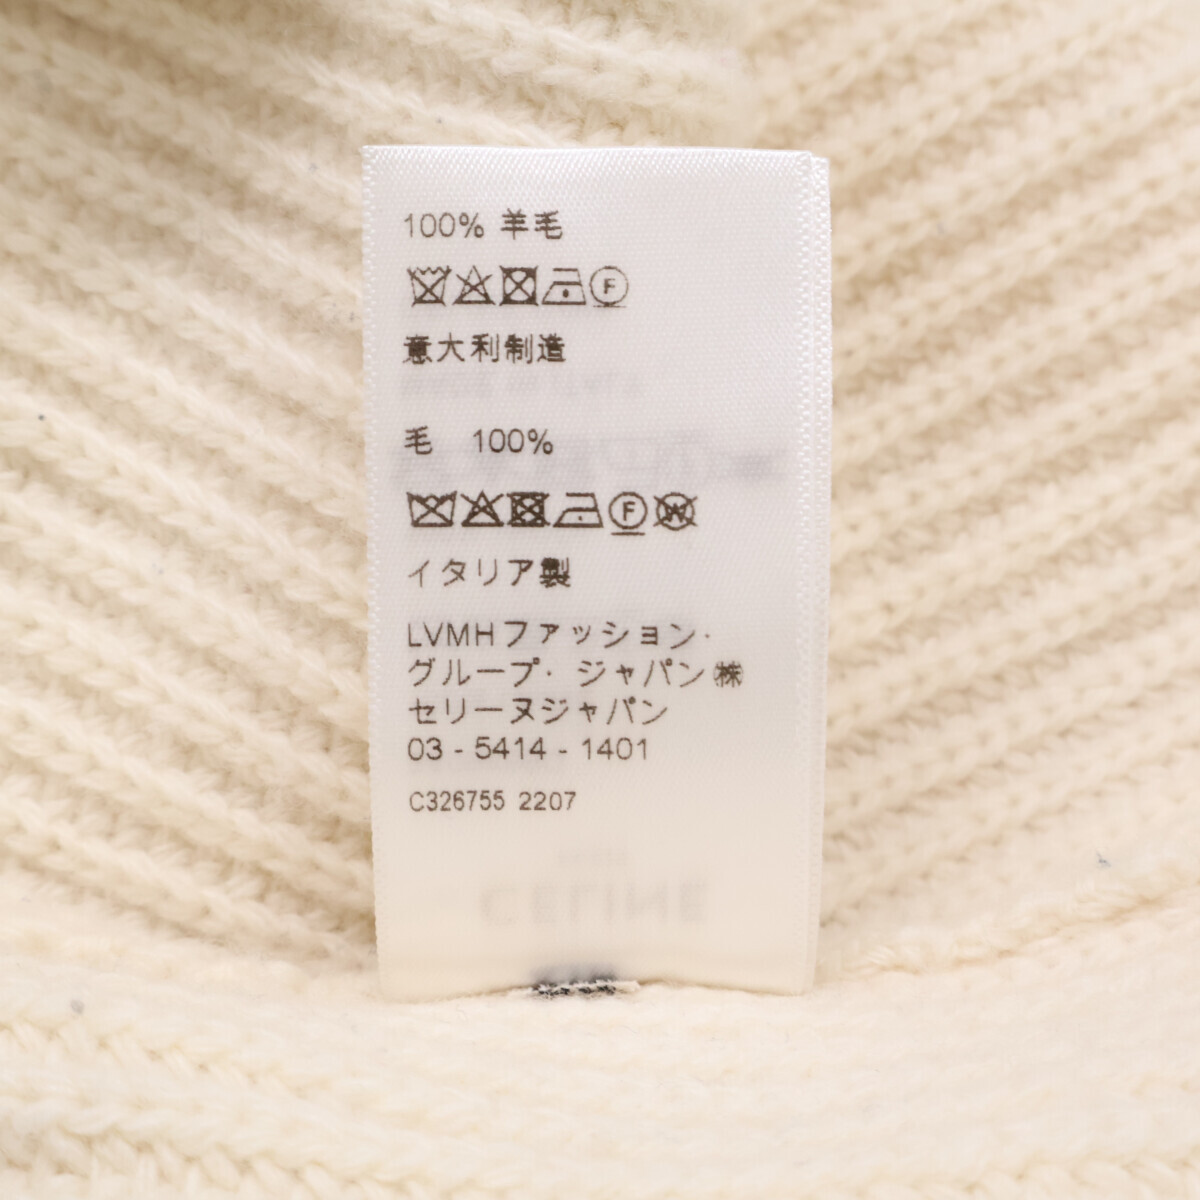 100% 羊毛
F
意大利制造
毛 100%
F W
イタリア製
LVMHファッション・
グループ・ジャパン㈱
セリーヌジャパン
03 - 5414 - 1401
C326755 2207
CELINE